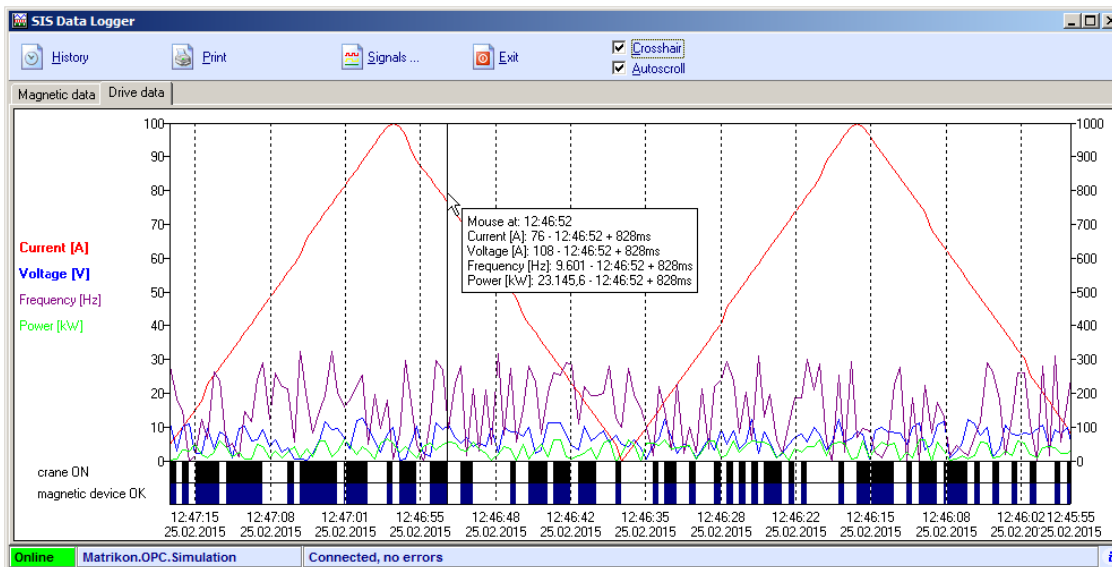 SIS Data Logger
History Print Signals ... Exit Crosshair
Autoscroll
Magnetic data Drive data
100 1000
90 900
80 800
70 700
60 600
50 500
40 400
30 300
20 200
10 100
0 0
Current [A]
Voltage [V]
Frequency [Hz]
Power [kW]
Mouse at: 12:46:52
Current [A]: 76 - 12:46:52 + 828ms
Voltage [A]: 108 - 12:46:52 + 828ms
Frequency [Hz]: 9.601 - 12:46:52 + 828ms
Power [kW]: 23.145,6 - 12:46:52 + 828ms
crane ON
magnetic device OK
12:47:15 12:47:08 12:47:01 12:46:55 12:46:48 12:46:42 12:46:35 12:46:28 12:46:22 12:46:15 12:46:08 12:46:02 12:45:55
25.02.2015 25.02.2015 25.02.2015 25.02.2015 25.02.2015 25.02.2015 25.02.2015 25.02.2015 25.02.2015 25.02.2015 25.02.2015 25.02.2015 25.02.2015
Online Matrikon.OPC.Simulation Connected, no errors i